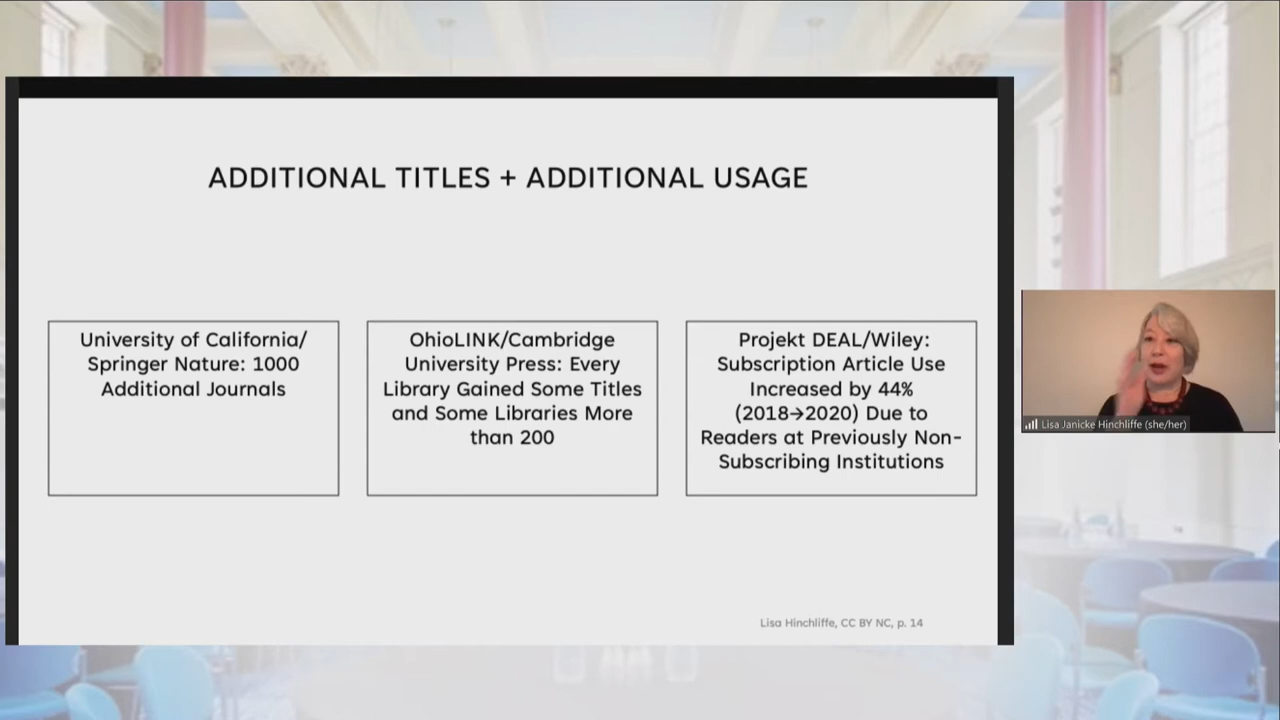 ADDITIONAL TITLES + ADDITIONAL USAGE
University of California/
Springer Nature: 1000
Additional Journals
OhioLINK/Cambridge
University Press: Every
Library Gained Some Titles
and Some Libraries More
than 200
Projekt DEAL/Wiley:
Subscription Article Use
Increased by 44%
(2018→2020) Due to
Readers at Previously Non-
Subscribing Institutions
Lisa Hinchliffe, CC BY NC, p. 14
Lisa Janicke Hinchliffe (she/her)